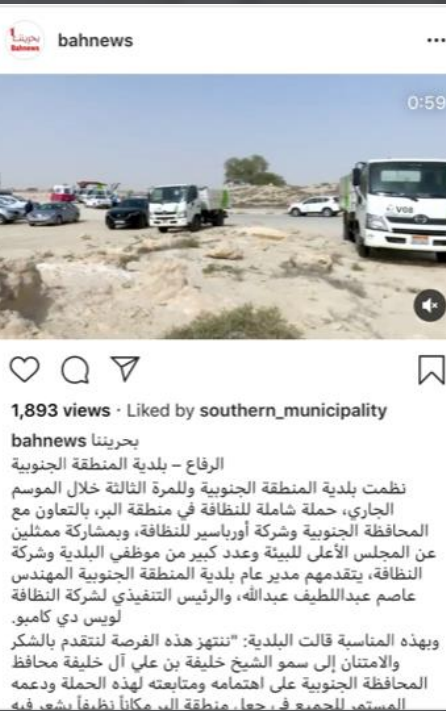 بحريننا
Bahnews
bahnews
0:59
V08
1,893 views · Liked by southern_municipality
bahnews بحريننا
الرفاع – بلدية المنطقة الجنوبية
نظمت بلدية المنطقة الجنوبية وللمرة الثالثة خلال الموسم
الجاري، حملة شاملة للنظافة في منطقة البر، بالتعاون مع
المحافظة الجنوبية وشركة أورباسير للنظافة، وبمشاركة ممثلين
عن المجلس الأعلى للبيئة وعدد كبير من موظفي البلدية وشركة
النظافة، يتقدمهم مدير عام بلدية المنطقة الجنوبية المهندس
عاصم عبداللطيف عبدالله، والرئيس التنفيذي لشركة النظافة
لويس دي كامبو.
وبهذه المناسبة قالت البلدية: "ننتهز هذه الفرصة لنتقدم بالشكر
والامتنان إلى سمو الشيخ خليفة بن علي آل خليفة محافظ
المحافظة الجنوبية على اهتمامه ومتابعته لهذه الحملة ودعمه
المستمر للجميع في جعل منطقة البر مكاناً نظيفاً يشعر فيه